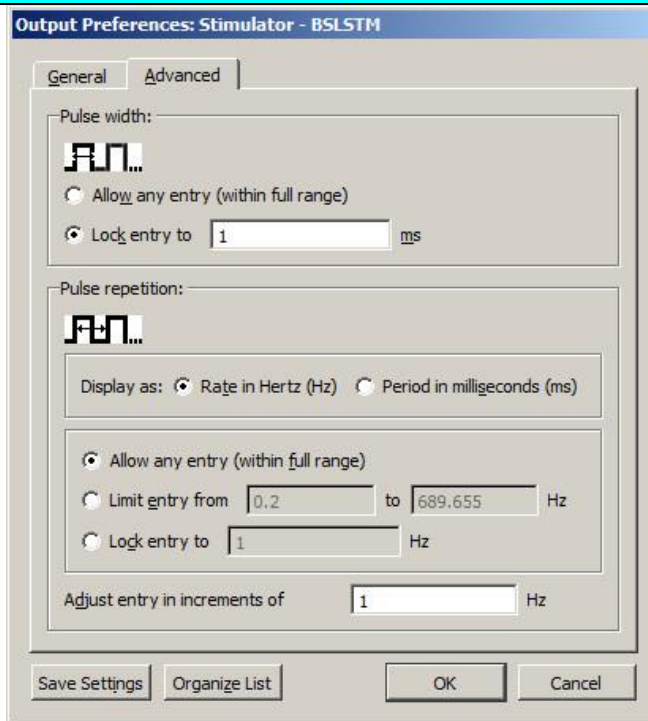 Output Preferences: Stimulator - BSLSTM
General Advanced
Pulse width:
Allow any entry (within full range)
Lock entry to 1 ms
Pulse repetition:
Display as: Rate in Hertz (Hz) Period in milliseconds (ms)
Allow any entry (within full range)
Limit entry from 0.2 to 689.655 Hz
Lock entry to 1 Hz
Adjust entry in increments of 1 Hz
Save Settings Organize List OK Cancel